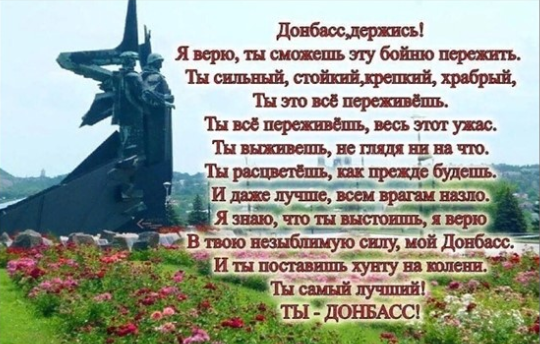 Донбасс,держись!
Я верю, ты сможешь эту бойню пережить.
Ты сильный, стойкий,крепкий, храбрый,
Ты это всё переживёшь.
Ты всё переживёшь, весь этот ужас.
Ты выживешь, не глядя ни на что.
Ты расцветёшь, как прежде будешь.
И даже лучше, всем врагам назло.
Я знаю, что ты выстоишь, я верю
В твою незыблимую силу, мой Донбасс.
И ты поставишь хунту на колени.
Ты самый лучший!
ТЫ - ДОНБАСС!